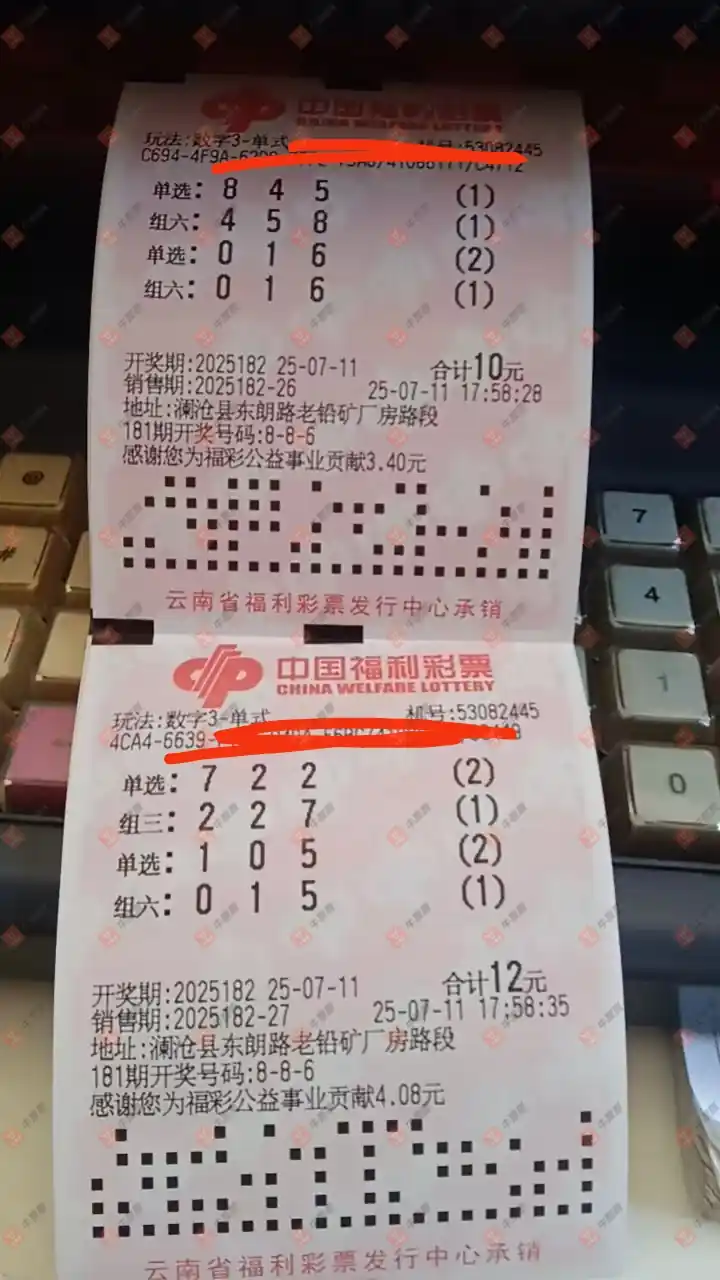 中国福利彩票
CHINA WELFARE LOTTERY
玩法:数字3-单式 机号:53082445
C694-4F9A-
单选: 8 4 5 (1)
组六: 4 5 8 (1)
单选: 0 1 6 (2)
组六: 0 1 6 (1)
开奖期:2025182 25-07-11 合计10元
销售期:2025182-26 25-07-11 17:58:28
地址:澜沧县东朗路老铅矿厂房路段
181期开奖号码:8-8-6
感谢您为福彩公益事业贡献3.40元
云南省福利彩票发行中心承销
中国福利彩票
CHINA WELFARE LOTTERY
玩法:数字3-单式 机号:53082445
4CA4-6639-
单选: 7 2 2 (2)
组三: 2 2 7 (1)
单选: 1 0 5 (2)
组六: 0 1 5 (1)
开奖期:2025182 25-07-11 合计12元
销售期:2025182-27 25-07-11 17:58:35
地址:澜沧县东朗路老铅矿厂房路段
181期开奖号码:8-8-6
感谢您为福彩公益事业贡献4.08元
云南省福利彩票发行中心承销
7
4
1
0